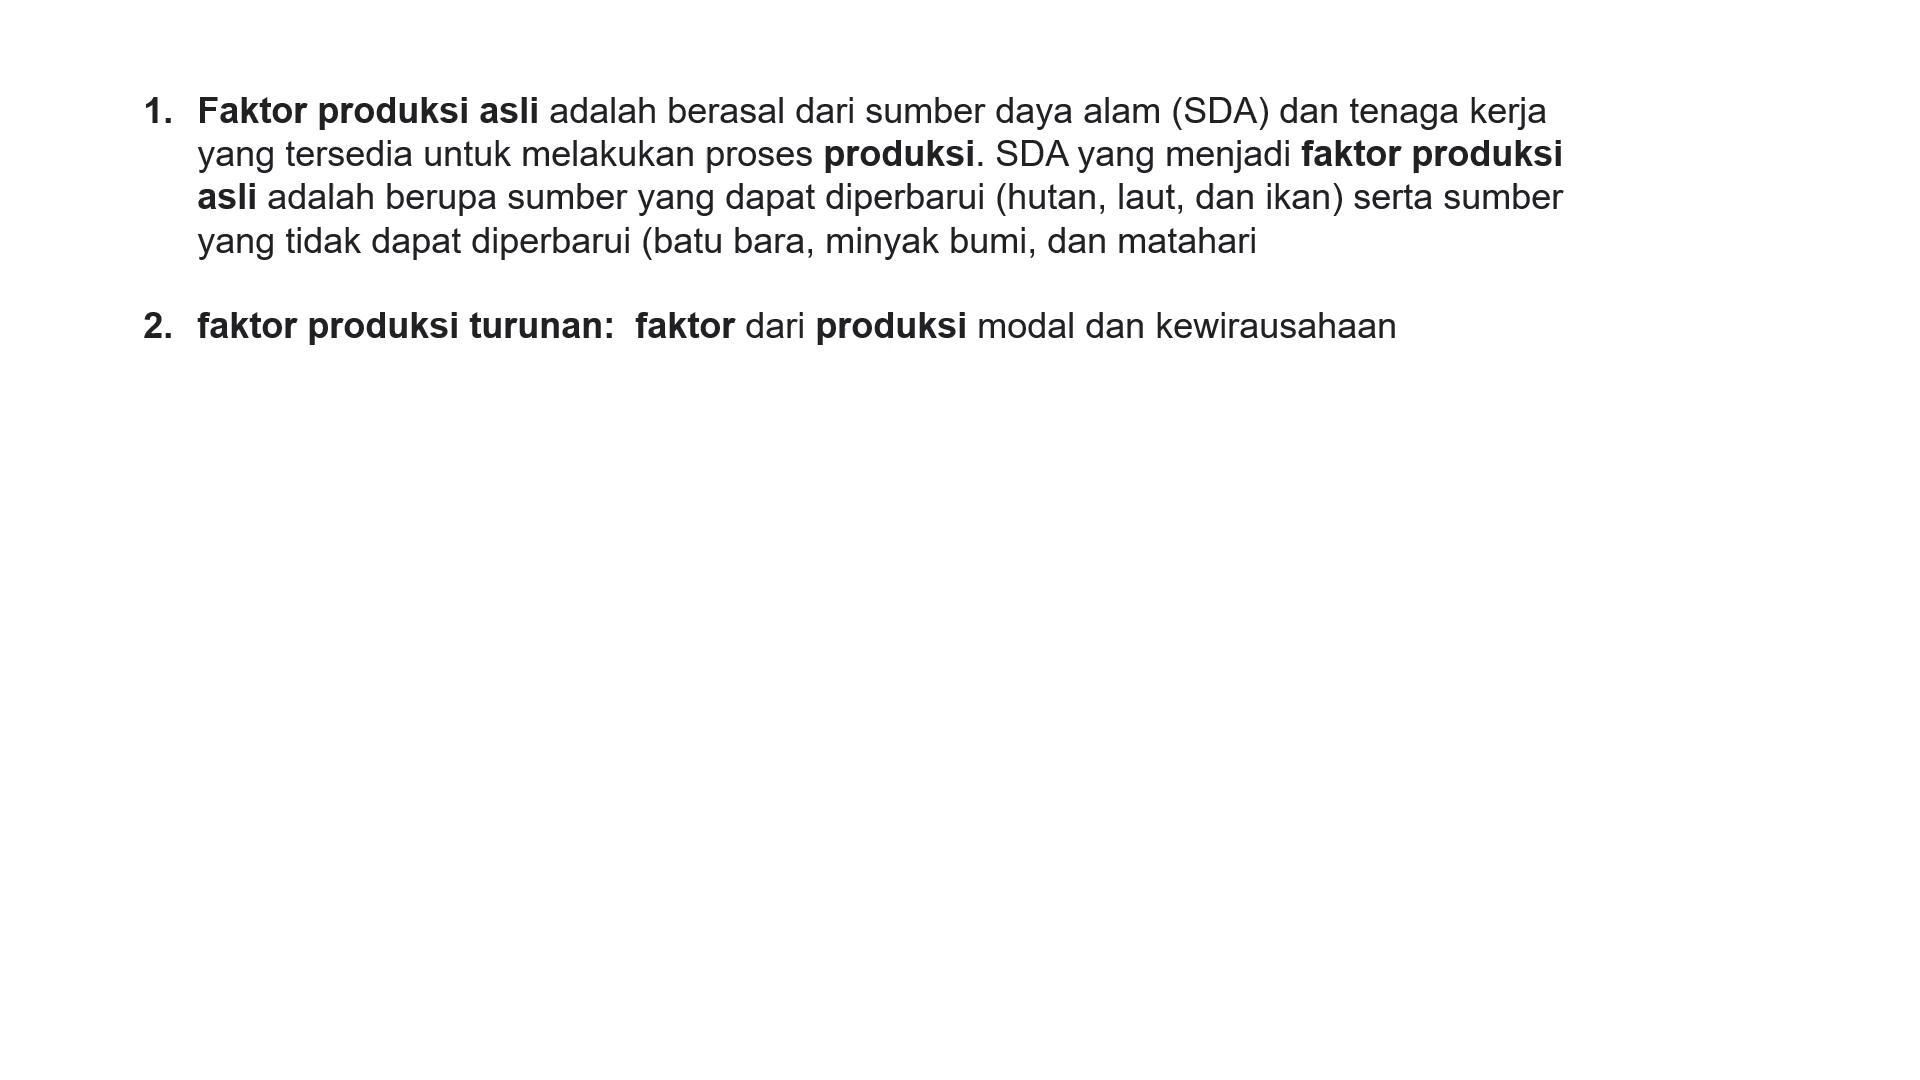 1. Faktor produksi asli adalah berasal dari sumber daya alam (SDA) dan tenaga kerja
yang tersedia untuk melakukan proses produksi. SDA yang menjadi faktor produksi
asli adalah berupa sumber yang dapat diperbarui (hutan, laut, dan ikan) serta sumber
yang tidak dapat diperbarui (batu bara, minyak bumi, dan matahari
2. faktor produksi turunan:  faktor dari produksi modal dan kewirausahaan